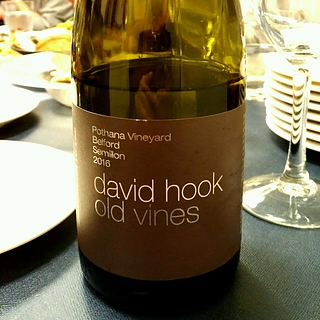 Pothana Vineyard
Belford
Semillon
2016
david hook
old vines